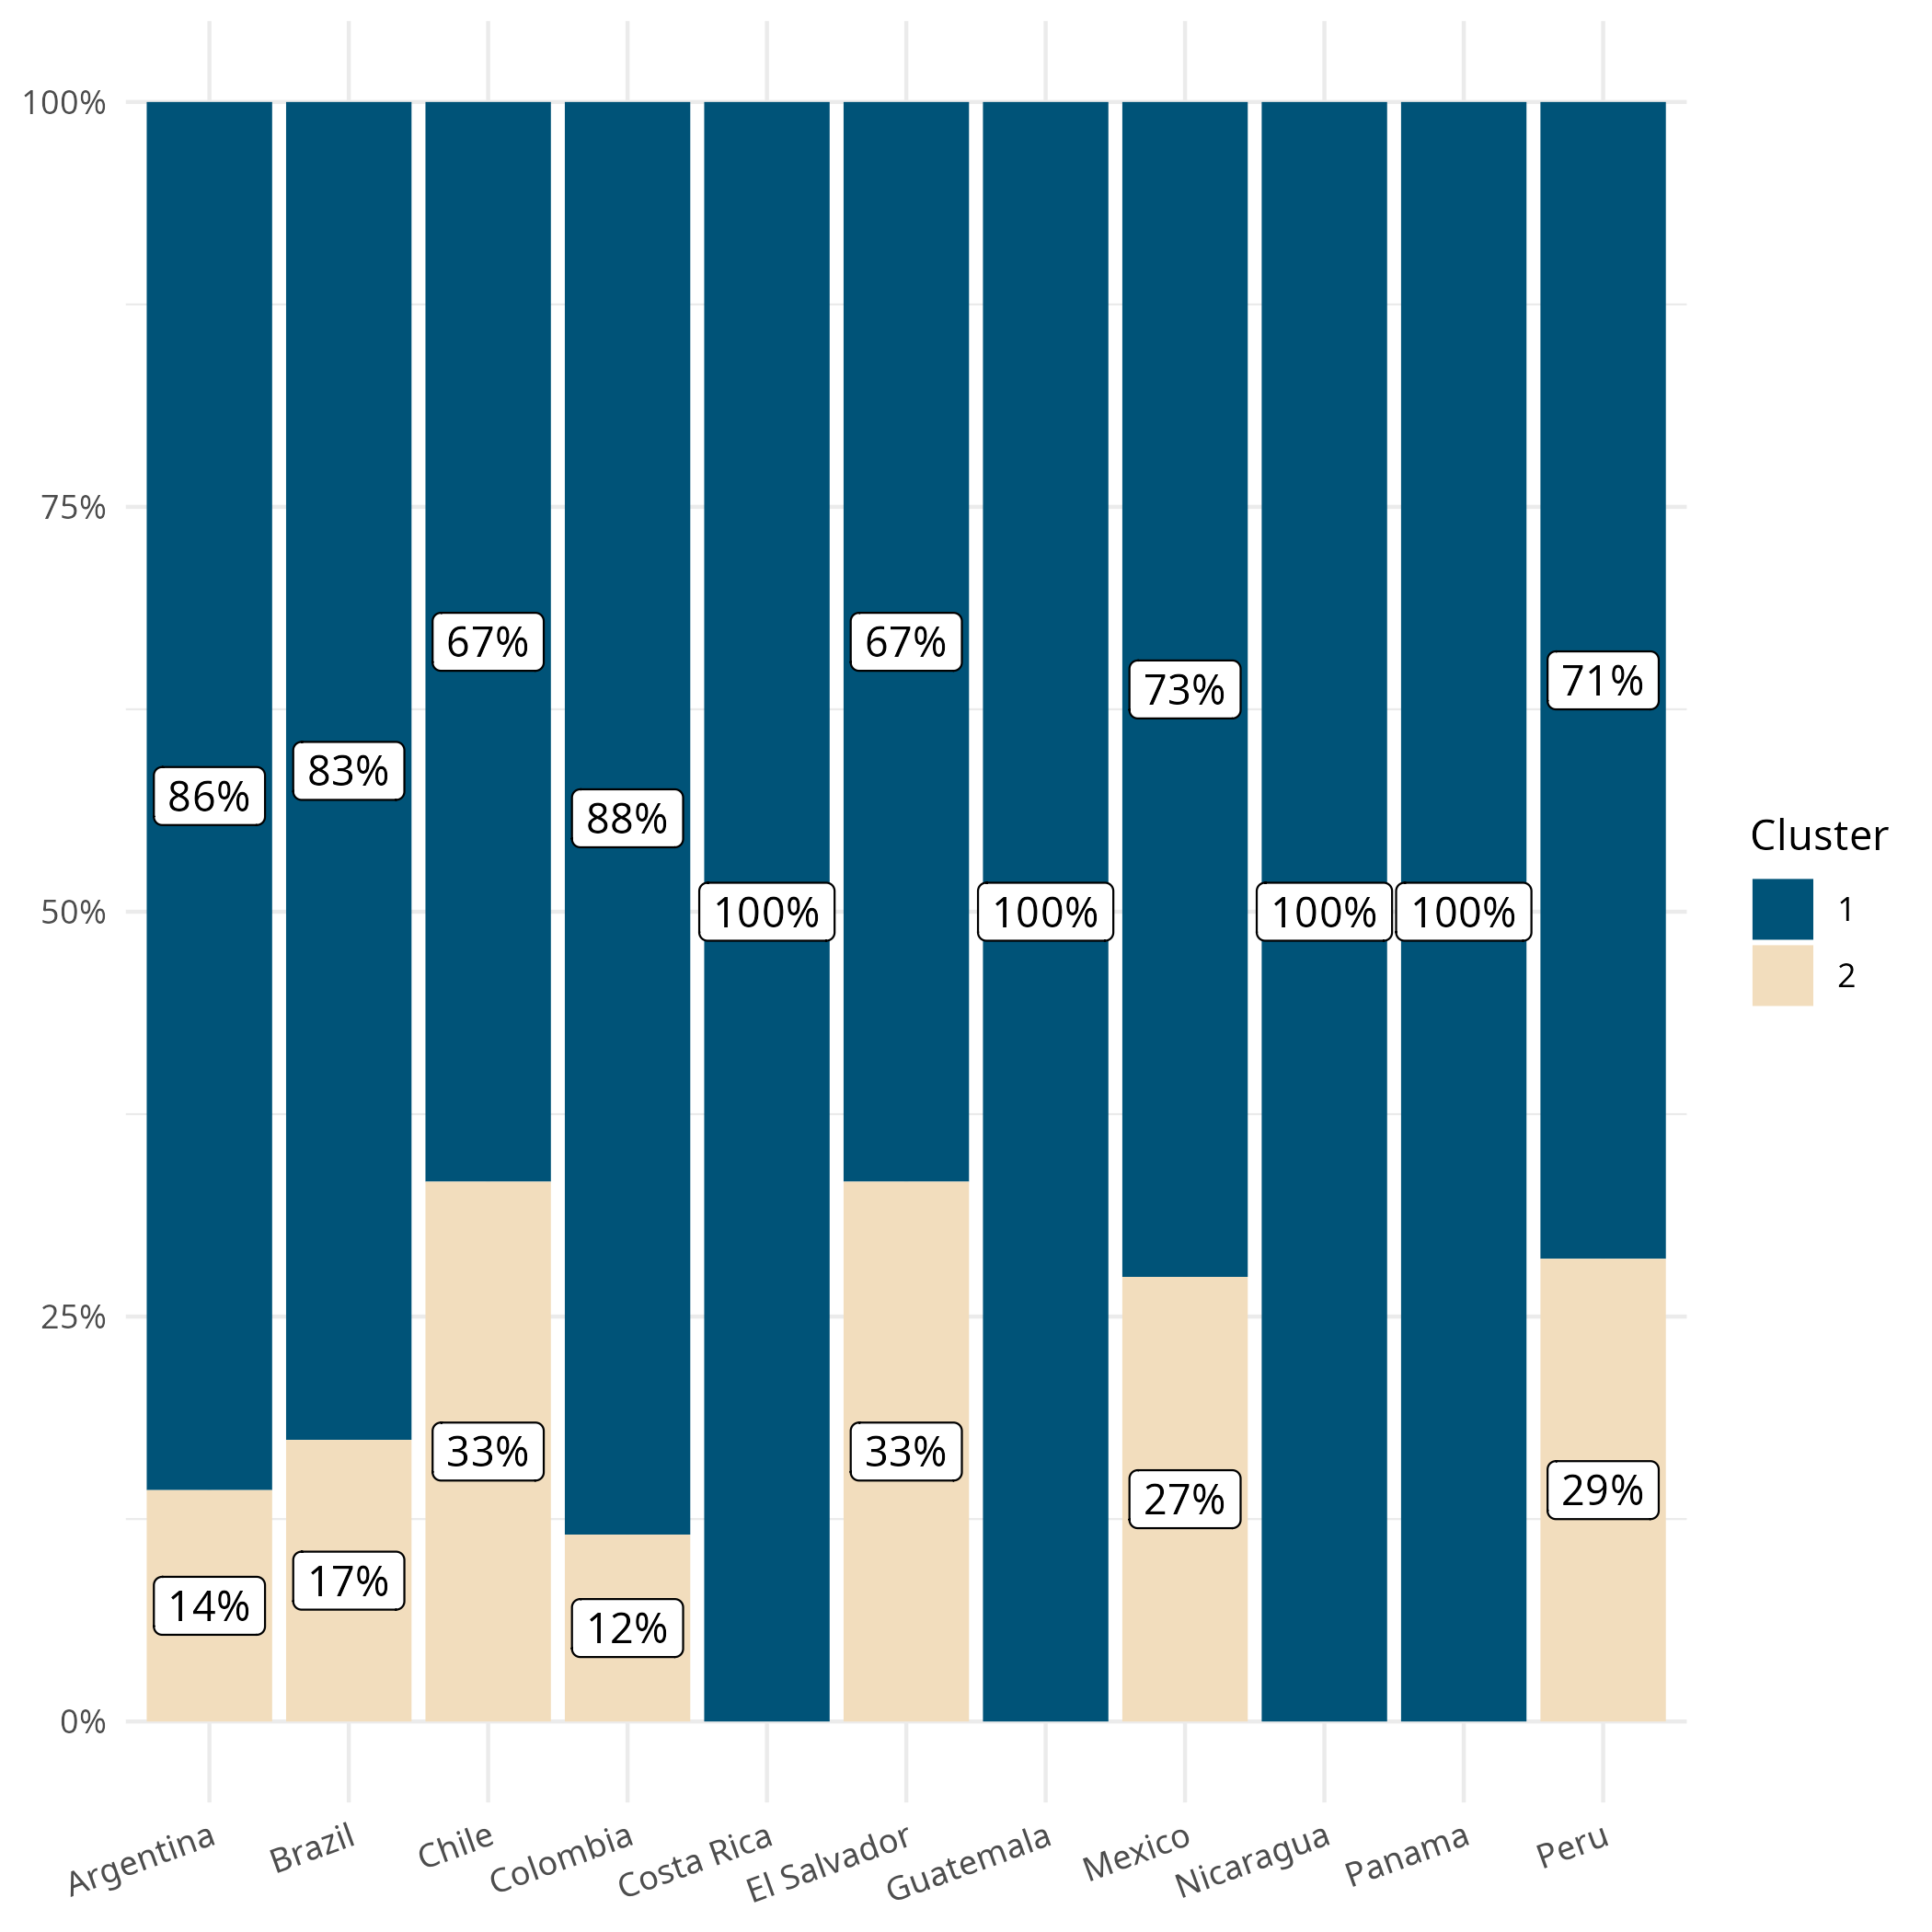 100%
75%
50%
25%
0%
67%
67%
73%
71%
86%
83%
88%
100%
100%
100%
100%
33%
33%
27%
29%
14%
17%
12%
Argentina
Brazil
Chile
Colombia
Costa Rica
El Salvador
Guatemala
Mexico
Nicaragua
Panama
Peru
Cluster
1
2